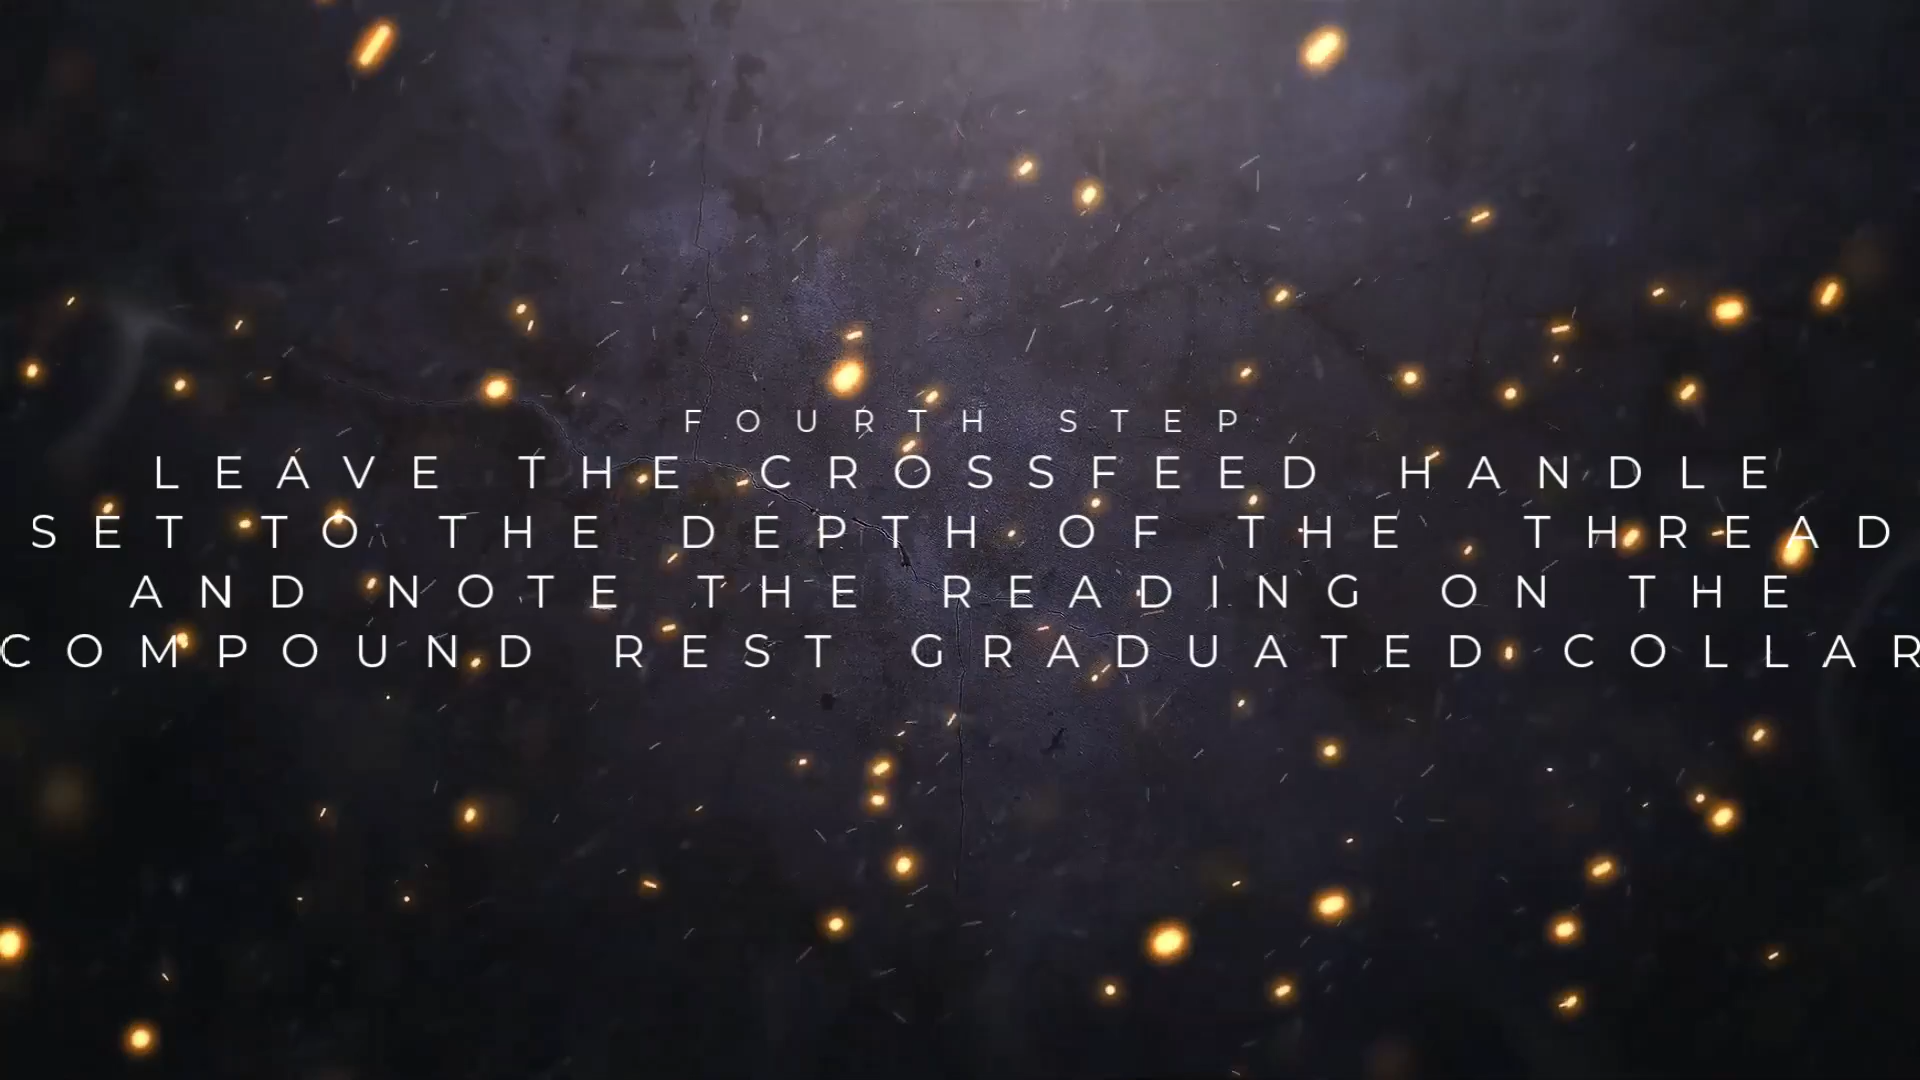 FOURTH STEP
LEAVE THE CROSSFEED HANDLE
SET TO THE DEPTH OF THE THREAD
AND NOTE THE READING ON THE
COMPOUND REST GRADUATED COLLAR